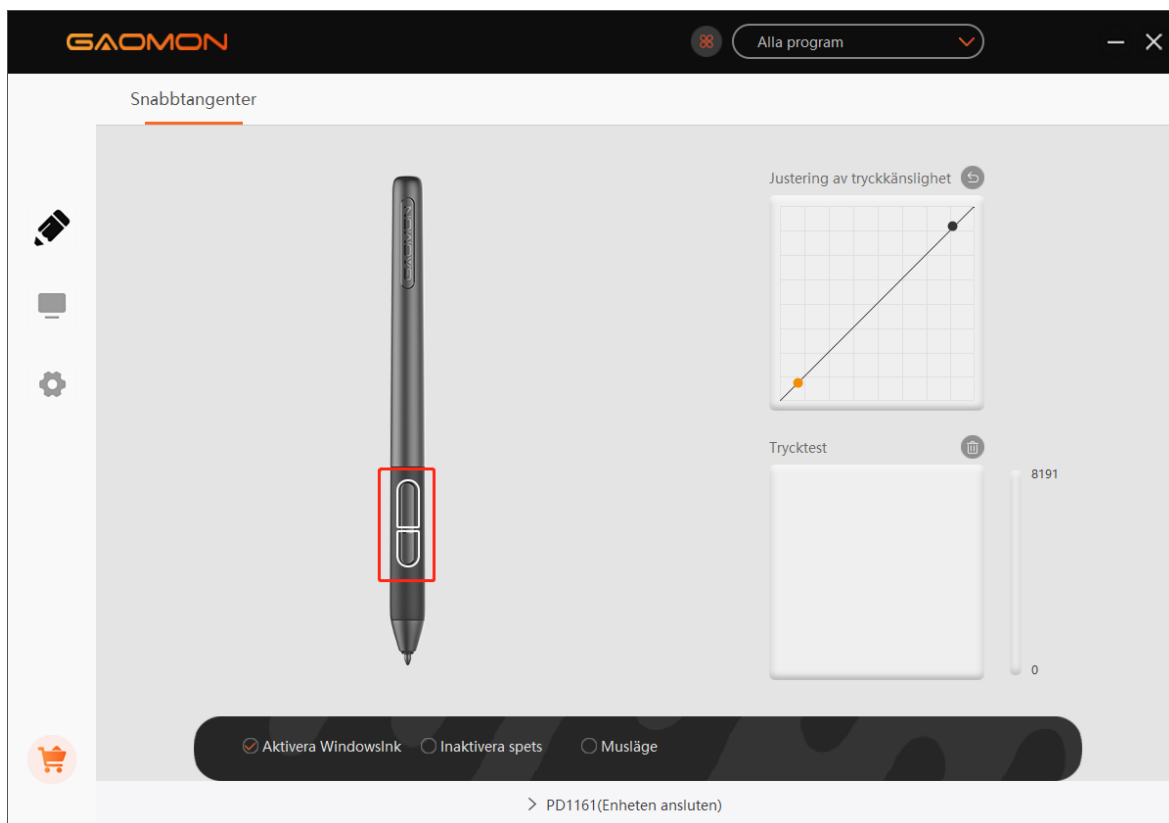 GAOMON
Alla program
Snabbtangenter
Justering av tryckkänslighet
GAOMON
Trycktest
8191
0
Aktivera WindowsInk
Inaktivera spets
Musläge
PD1161(Enheten ansluten)